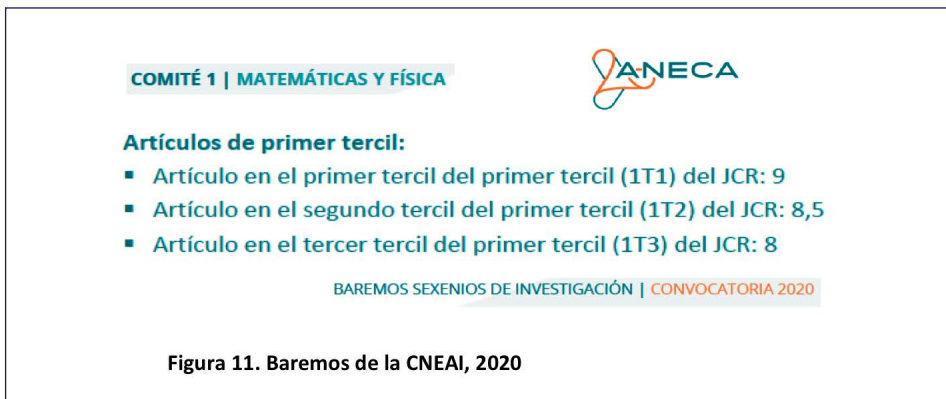 COMITÉ 1 | MATEMÁTICAS Y FÍSICA
ANECA
Artículos de primer tercil:
▪ Artículo en el primer tercil del primer tercil (1T1) del JCR: 9
▪ Artículo en el segundo tercil del primer tercil (1T2) del JCR: 8,5
▪ Artículo en el tercer tercil del primer tercil (1T3) del JCR: 8
BAREMOS SEXENIOS DE INVESTIGACIÓN | CONVOCATORIA 2020
Figura 11. Baremos de la CNEAI, 2020